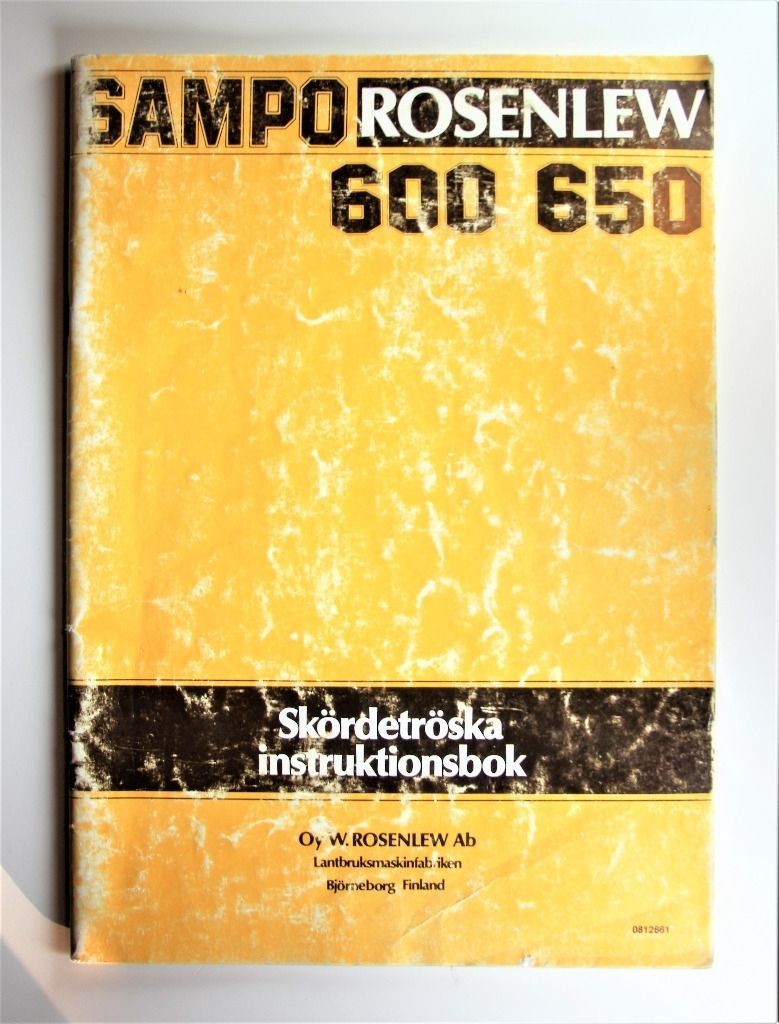 SAMPO ROSENLEW
600 650
Skördetröska
instruktionsbok
Oy W. ROSENLEW Ab
Lantbruksmaskinfabriken
Björneborg Finland
0812661